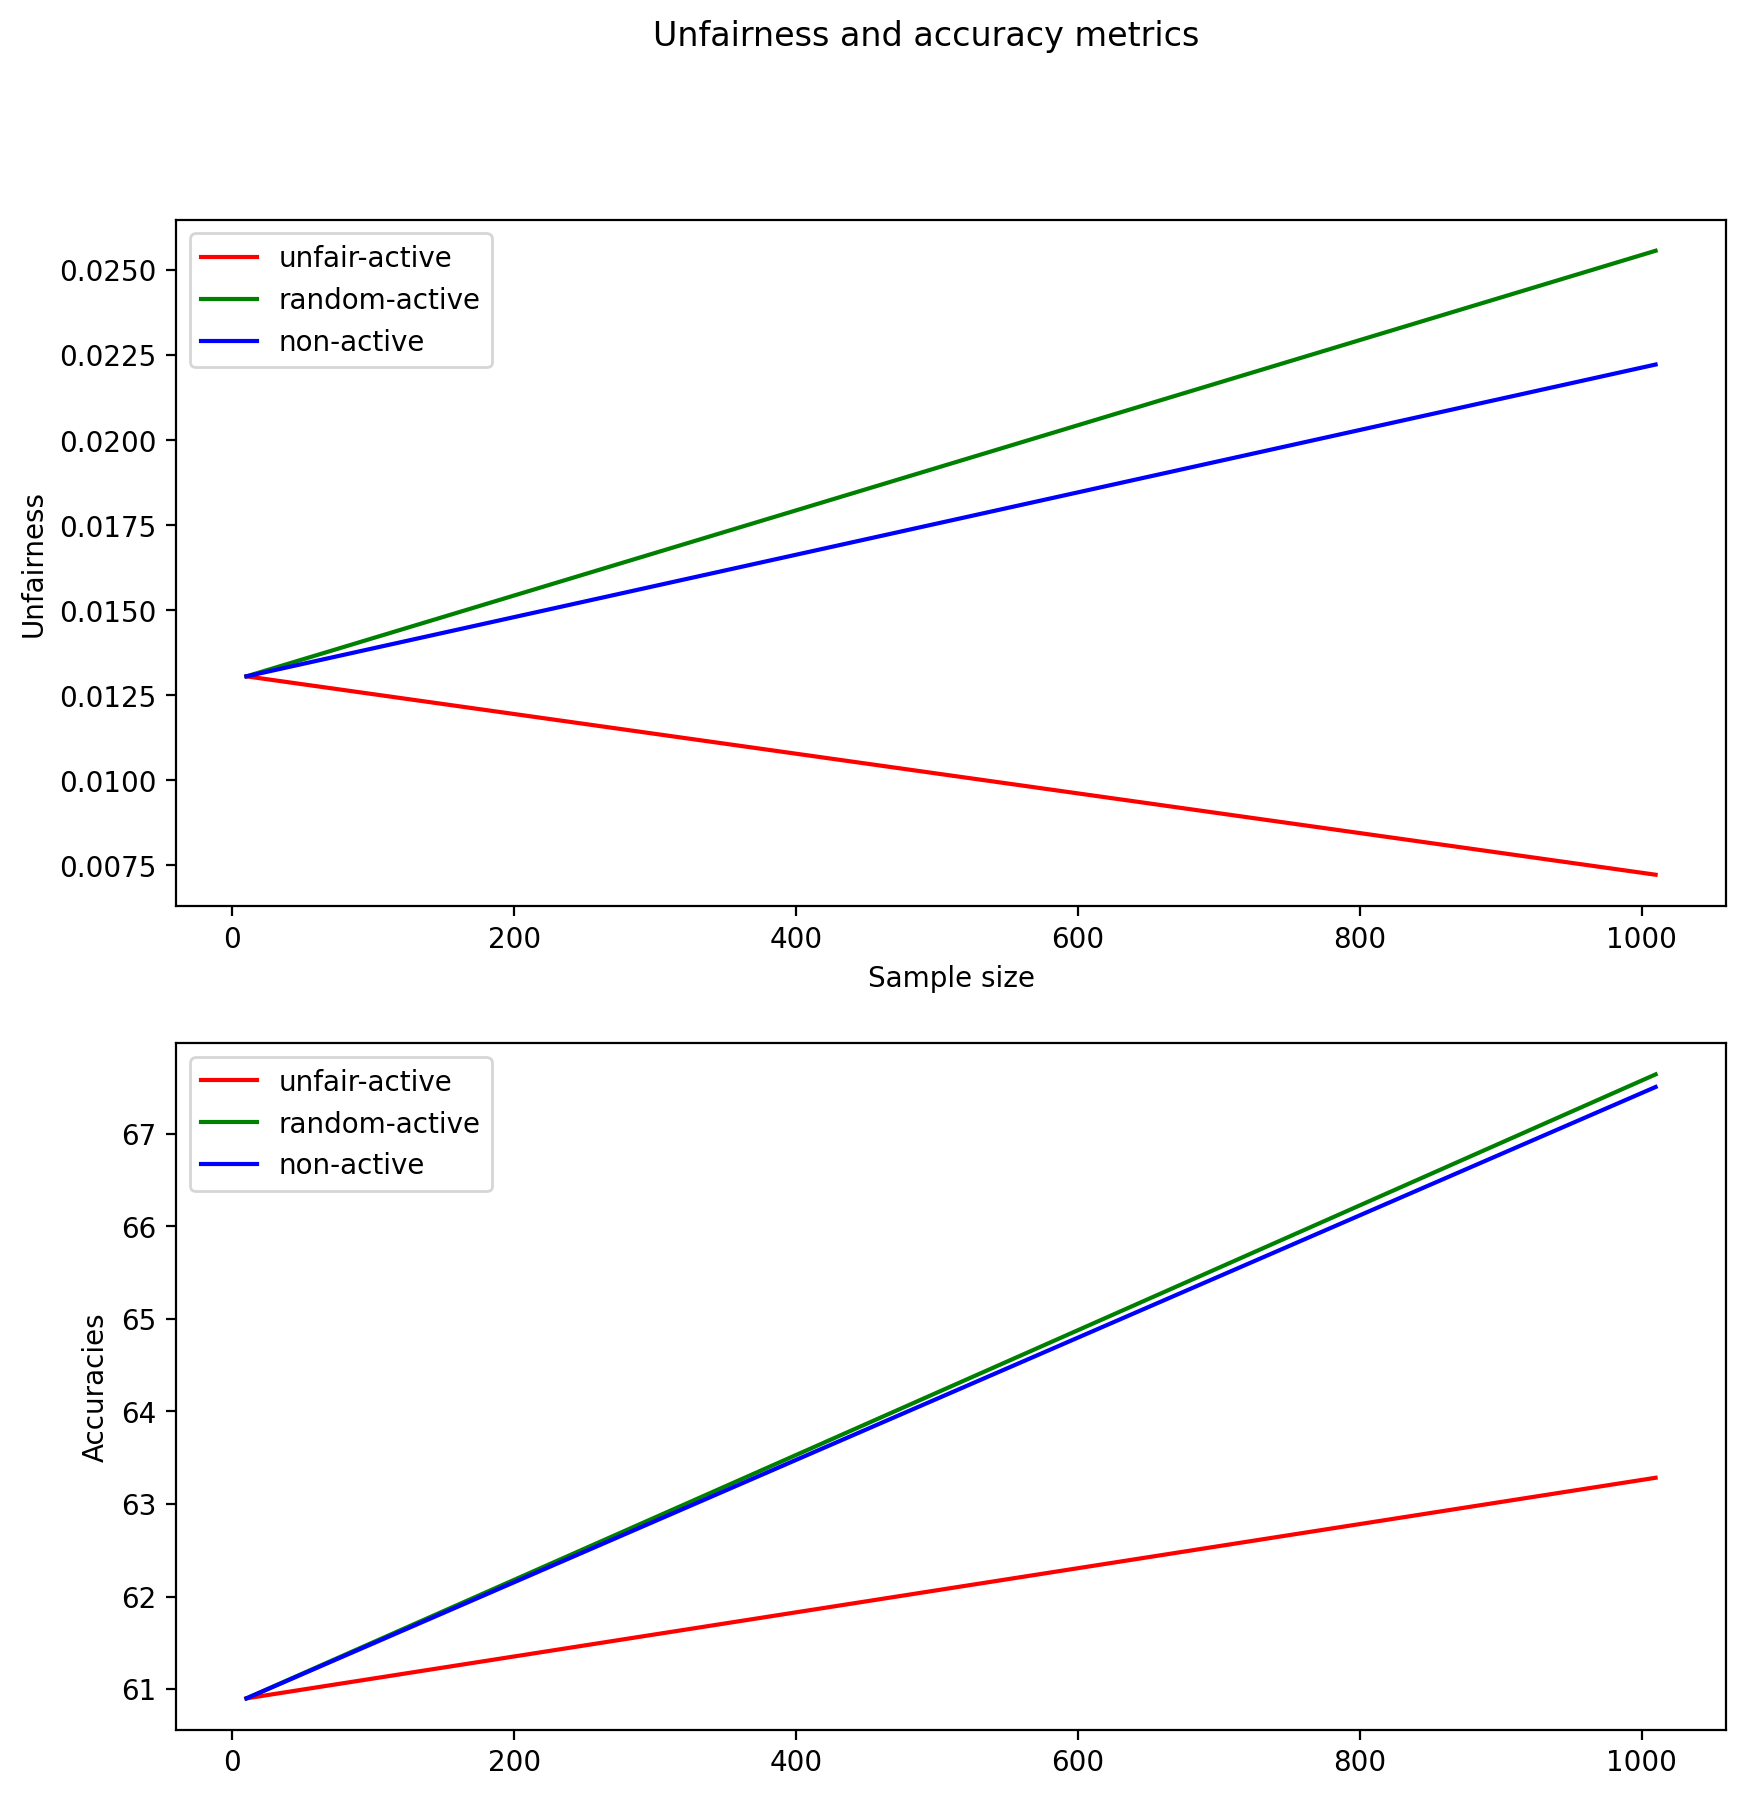 Unfairness and accuracy metrics
unfair-active
random-active
non-active
Unfairness
0.0250
0.0225
0.0200
0.0175
0.0150
0.0125
0.0100
0.0075
0 200 400 600 800 1000
Sample size
unfair-active
random-active
non-active
Accuracies
67
66
65
64
63
62
61
0 200 400 600 800 1000